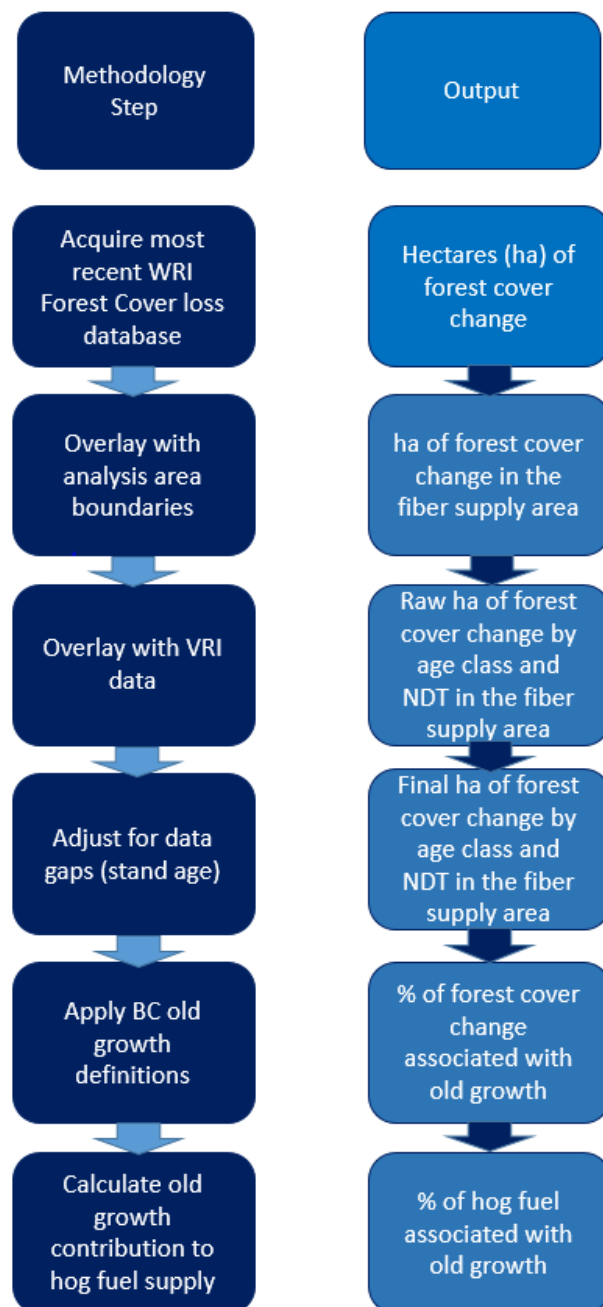 Methodology
Step
Output
Acquire most
recent WRI
Forest Cover loss
database
Hectares (ha) of
forest cover
change
Overlay with
analysis area
boundaries
ha of forest cover
change in the
fiber supply area
Overlay with VRI
data
Raw ha of forest
cover change by
age class and
NDT in the fiber
supply area
Adjust for data
gaps (stand age)
Final ha of forest
cover change by
age class and
NDT in the fiber
supply area
Apply BC old
growth
definitions
% of forest cover
change
associated with
old growth
Calculate old
growth
contribution to
hog fuel supply
% of hog fuel
associated with
old growth